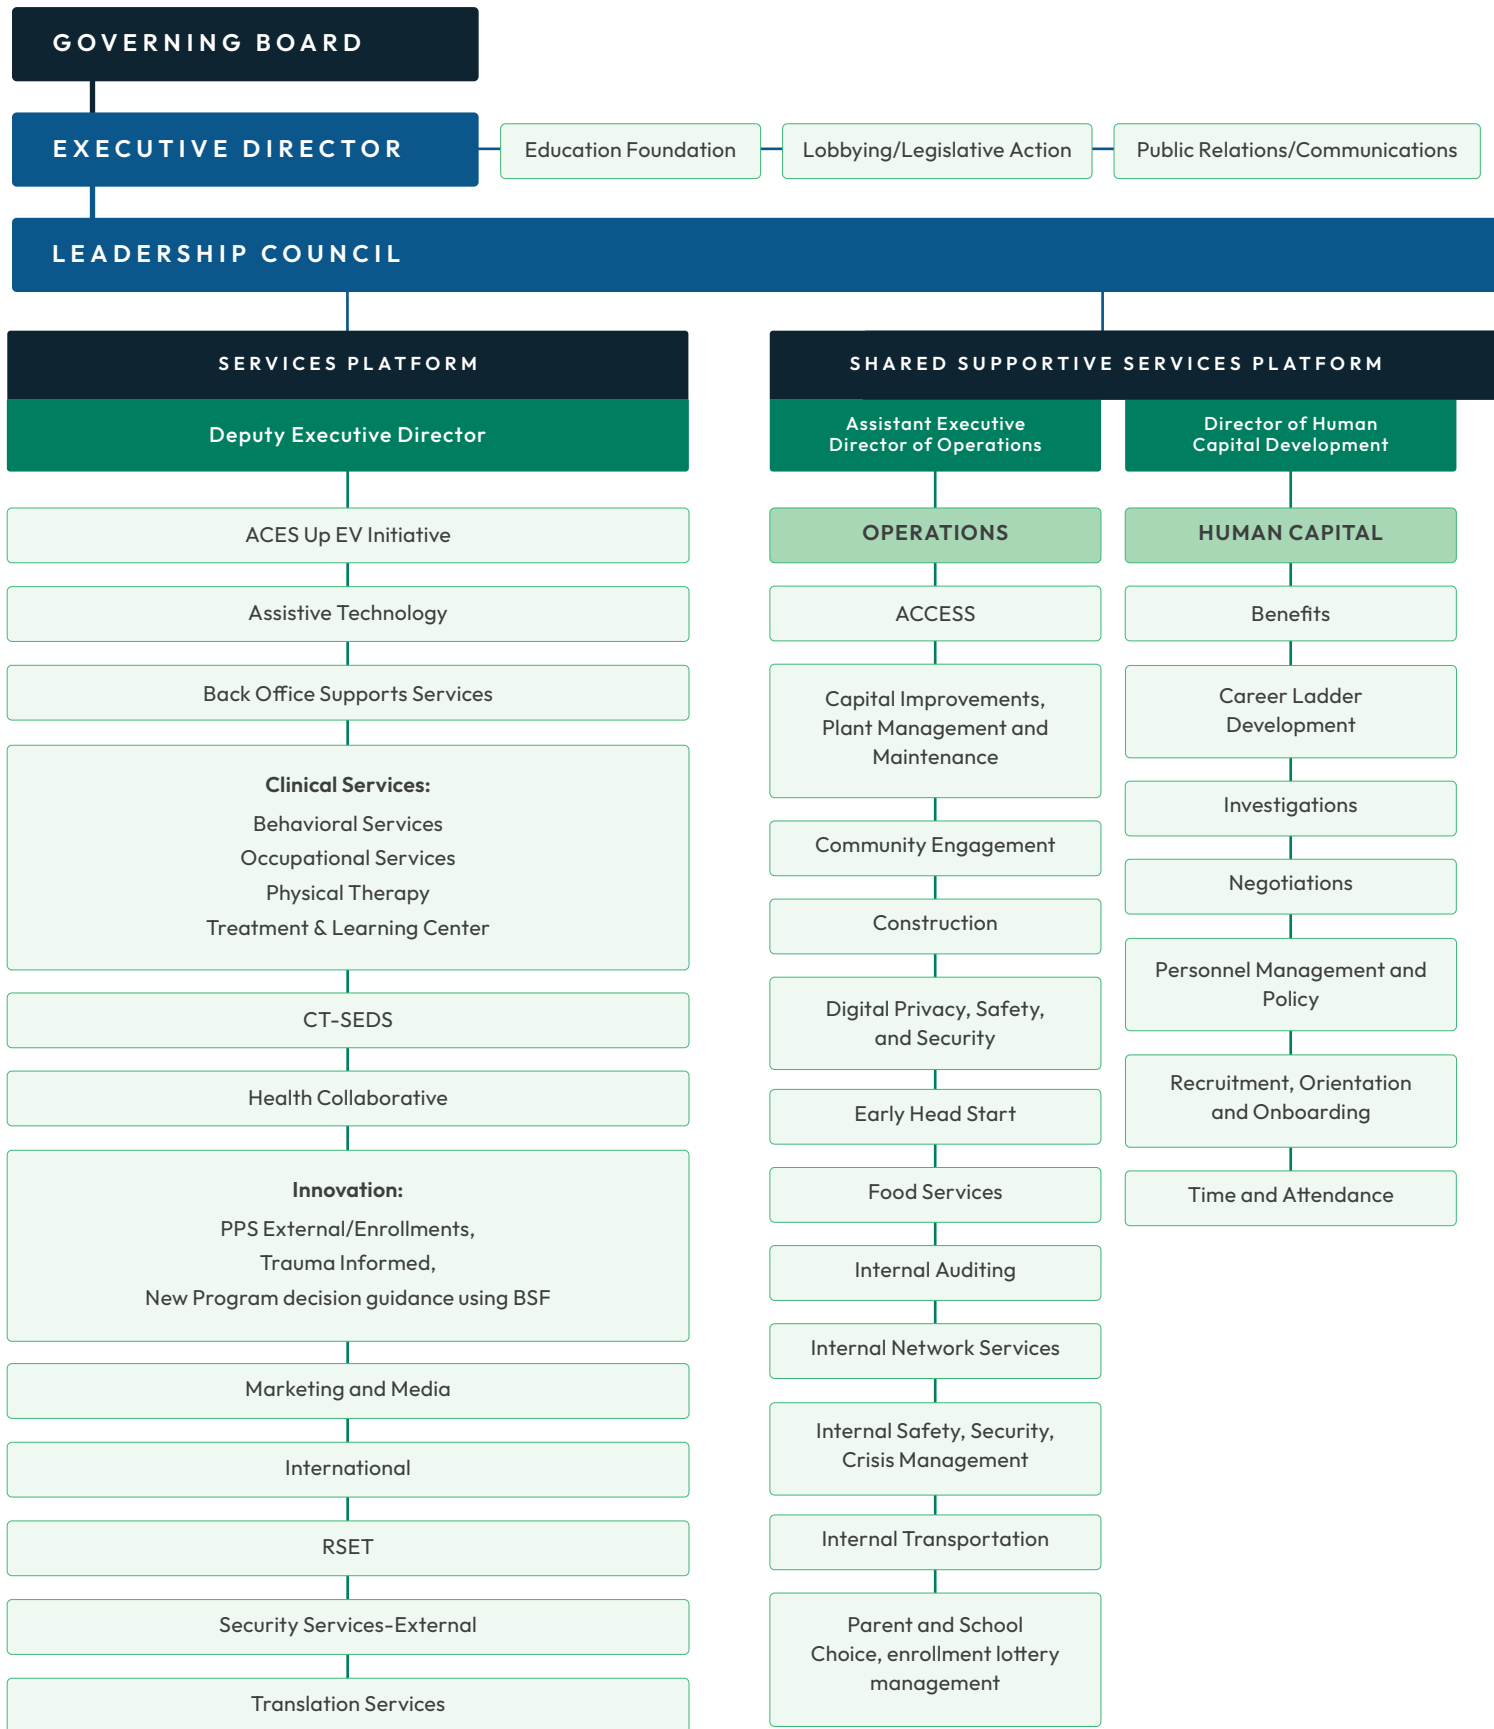 GOVERNING BOARD
EXECUTIVE DIRECTOR
Education Foundation
Lobbying/Legislative Action
Public Relations/Communications
LEADERSHIP COUNCIL
SERVICES PLATFORM
Deputy Executive Director
ACES Up EV Initiative
Assistive Technology
Back Office Supports Services
Clinical Services:
Behavioral Services
Occupational Services
Physical Therapy
Treatment & Learning Center
CT-SEDS
Health Collaborative
Innovation:
PPS External/Enrollments,
Trauma Informed,
New Program decision guidance using BSF
Marketing and Media
International
RSET
Security Services-External
Translation Services
SHARED SUPPORTIVE SERVICES PLATFORM
Assistant Executive
Director of Operations
OPERATIONS
ACCESS
Capital Improvements,
Plant Management and
Maintenance
Community Engagement
Construction
Digital Privacy, Safety,
and Security
Early Head Start
Food Services
Internal Auditing
Internal Network Services
Internal Safety, Security,
Crisis Management
Internal Transportation
Parent and School
Choice, enrollment lottery
management
Director of Human
Capital Development
HUMAN CAPITAL
Benefits
Career Ladder
Development
Investigations
Negotiations
Personnel Management and
Policy
Recruitment, Orientation
and Onboarding
Time and Attendance